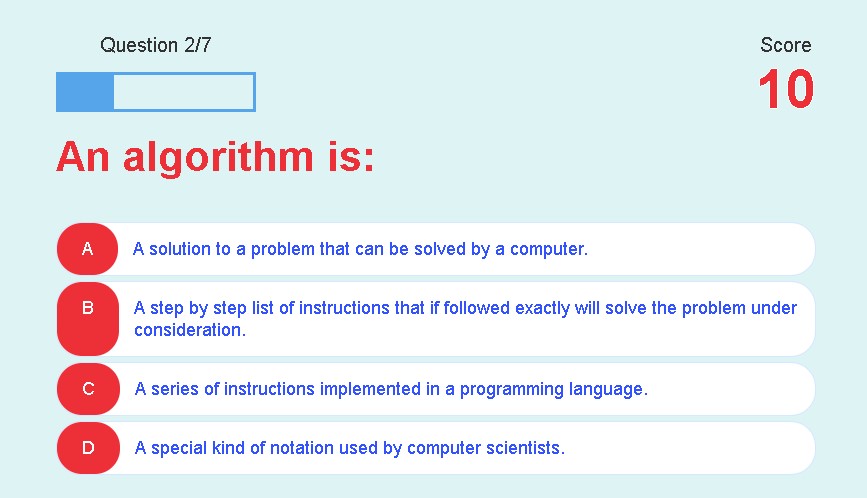 Question 2/7
Score
10
An algorithm is:
A
A solution to a problem that can be solved by a computer.
B
A step by step list of instructions that if followed exactly will solve the problem under
consideration.
C
A series of instructions implemented in a programming language.
D
A special kind of notation used by computer scientists.